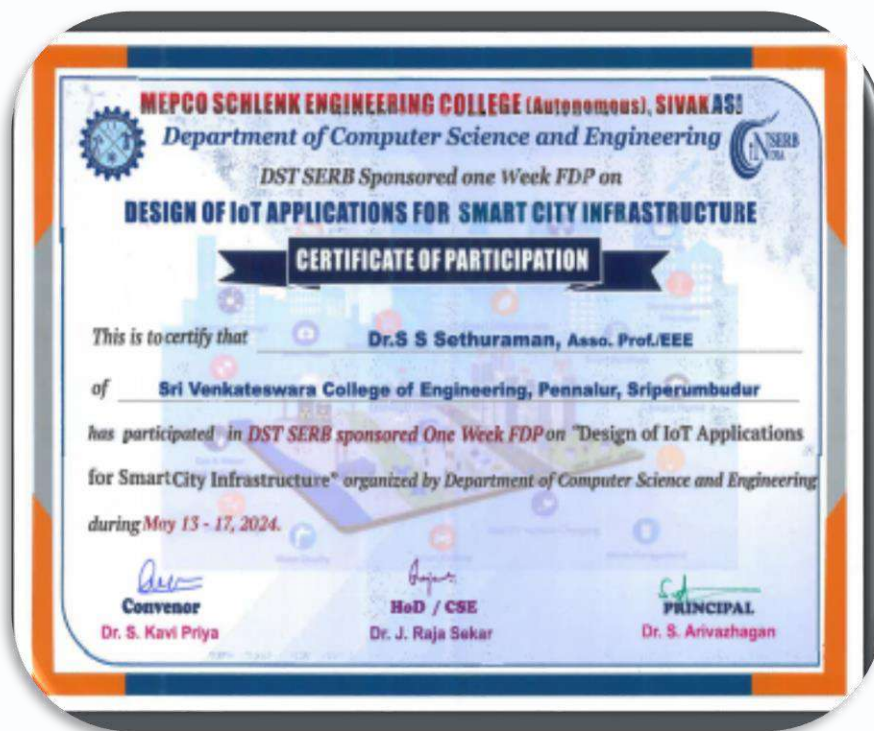 MEPCO SCHLENK ENGINEERING COLLEGE (Autonomous), SIVAKASI
Department of Computer Science and Engineering
SERB
DST SERB Sponsored one Week FDP on
DESIGN OF IoT APPLICATIONS FOR SMART CITY INFRASTRUCTURE
CERTIFICATE OF PARTICIPATION
This is to certify that Dr.S S Sethuraman, Asso. Prof./EEE
of Sri Venkateswara College of Engineering, Pennalur, Sriperumbudur
has participated in DST SERB sponsored One Week FDP on "Design of IoT Applications
for SmartCity Infrastructure" organized by Department of Computer Science and Engineering
during May 13 - 17, 2024.
Convenor HoD / CSE PRINCIPAL
Dr. S. Kavi Priya Dr. J. Raja Sekar Dr. S. Arivazhagan